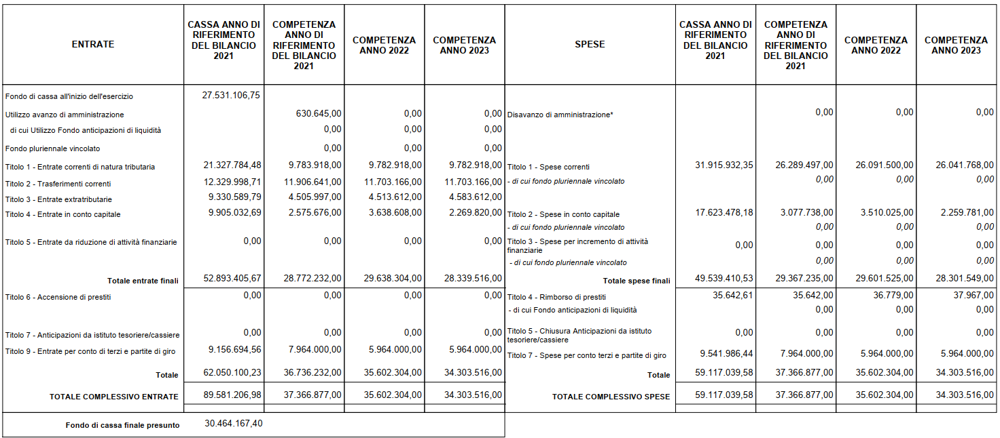 ENTRATE | CASSA ANNO DI RIFERIMENTO DEL BILANCIO 2021 | COMPETENZA ANNO DI RIFERIMENTO DEL BILANCIO 2021 | COMPETENZA ANNO 2022 | COMPETENZA ANNO 2023 | SPESE | CASSA ANNO DI RIFERIMENTO DEL BILANCIO 2021 | COMPETENZA ANNO DI RIFERIMENTO DEL BILANCIO 2021 | COMPETENZA ANNO 2022 | COMPETENZA ANNO 2023
Fondo di cassa all'inizio dell'esercizio 27.531.106,75
Utilizzo avanzo di amministrazione 630.645,00 0,00 0,00 Disavanzo di amministrazione* 0,00 0,00 0,00
di cui Utilizzo Fondo anticipazioni di liquidità 0,00 0,00 0,00
Fondo pluriennale vincolato 0,00 0,00 0,00
Titolo 1 - Entrate correnti di natura tributaria 21.327.784,48 9.783.918,00 9.782.918,00 9.782.918,00 Titolo 1 - Spese correnti 31.915.932,35 26.289.497,00 26.091.500,00 26.041.768,00
Titolo 2 - Trasferimenti correnti 12.329.998,71 11.906.641,00 11.703.166,00 11.703.166,00 - di cui fondo pluriennale vincolato 0,00 0,00 0,00
Titolo 3 - Entrate extratributarie 9.330.589,79 4.505.997,00 4.513.612,00 4.583.612,00
Titolo 4 - Entrate in conto capitale 9.905.032,69 2.575.676,00 3.638.608,00 2.269.820,00 Titolo 2 - Spese in conto capitale 17.623.478,18 3.077.738,00 3.510.025,00 2.259.781,00
- di cui fondo pluriennale vincolato 0,00 0,00 0,00
Titolo 5 - Entrate da riduzione di attività finanziarie 0,00 0,00 0,00 0,00 Titolo 3 - Spese per incremento di attività finanziarie 0,00 0,00 0,00 0,00
- di cui fondo pluriennale vincolato 0,00 0,00 0,00
Totale entrate finali 52.893.405,67 28.772.232,00 29.638.304,00 28.339.516,00 Totale spese finali 49.539.410,53 29.367.235,00 29.601.525,00 28.301.549,00
Titolo 6 - Accensione di prestiti 0,00 0,00 0,00 0,00 Titolo 4 - Rimborso di prestiti 35.642,61 35.642,00 36.779,00 37.967,00
- di cui Fondo anticipazioni di liquidità 0,00 0,00 0,00
Titolo 7 - Anticipazioni da istituto tesoriere/cassiere 0,00 0,00 0,00 0,00 Titolo 5 - Chiusura Anticipazioni da istituto tesoriere/cassiere 0,00 0,00 0,00 0,00
Titolo 9 - Entrate per conto di terzi e partite di giro 9.156.694,56 7.964.000,00 5.964.000,00 5.964.000,00 Titolo 7 - Spese per conto terzi e partite di giro 9.541.986,44 7.964.000,00 5.964.000,00 5.964.000,00
Totale 62.050.100,23 36.736.232,00 35.602.304,00 34.303.516,00 Totale 59.117.039,58 37.366.877,00 35.602.304,00 34.303.516,00
TOTALE COMPLESSIVO ENTRATE 89.581.206,98 37.366.877,00 35.602.304,00 34.303.516,00 TOTALE COMPLESSIVO SPESE 59.117.039,58 37.366.877,00 35.602.304,00 34.303.516,00
Fondo di cassa finale presunto 30.464.167,40